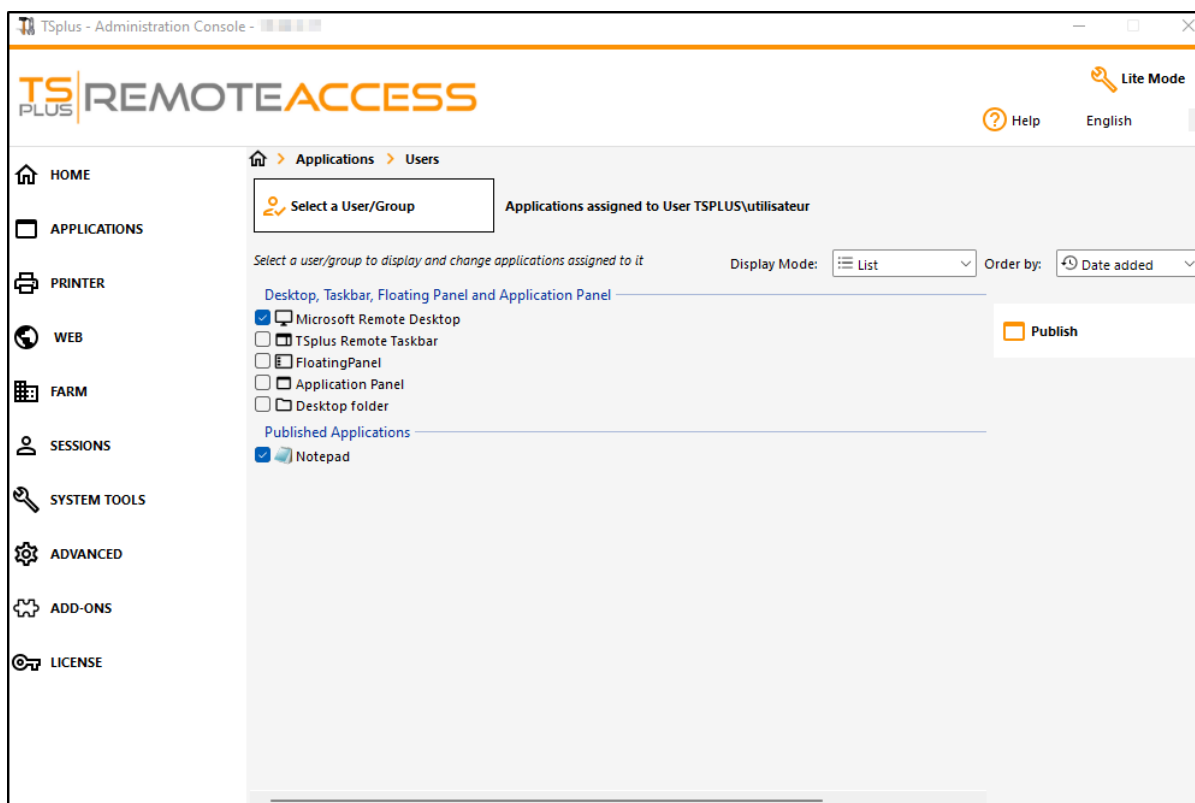 TSplus - Administration Console -
TS PLUS REMOTEACCESS
Lite Mode
Help
English
HOME
APPLICATIONS
PRINTER
WEB
FARM
SESSIONS
SYSTEM TOOLS
ADVANCED
ADD-ONS
LICENSE
Applications > Users
Select a User/Group
Applications assigned to User TSPLUS\utilisateur
Select a user/group to display and change applications assigned to it
Display Mode: List
Order by: Date added
Desktop, Taskbar, Floating Panel and Application Panel
Microsoft Remote Desktop
TSplus Remote Taskbar
FloatingPanel
Application Panel
Desktop folder
Published Applications
Notepad
Publish